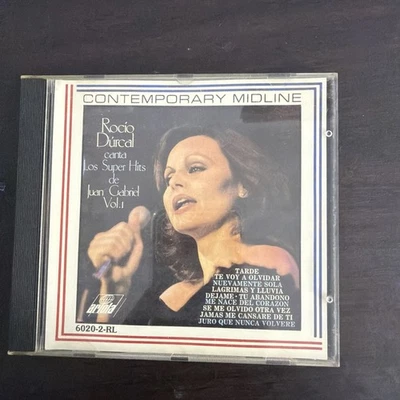 CONTEMPORARY MIDLINE
Rocío
Dúrcal
canta
Los Super Hits
de
Juan Gabriel
Vol:1
TARDE
TE VOY A OLVIDAR
NUEVAMENTE SOLA
LAGRIMAS Y LLUVIA
DEJAME · TU ABANDONO
ME NACE DEL CORAZON
SE ME OLVIDO OTRA VEZ
JAMAS ME CANSARE DE TI
JURO QUE NUNCA VOLVERE
ariola
6020-2-RL